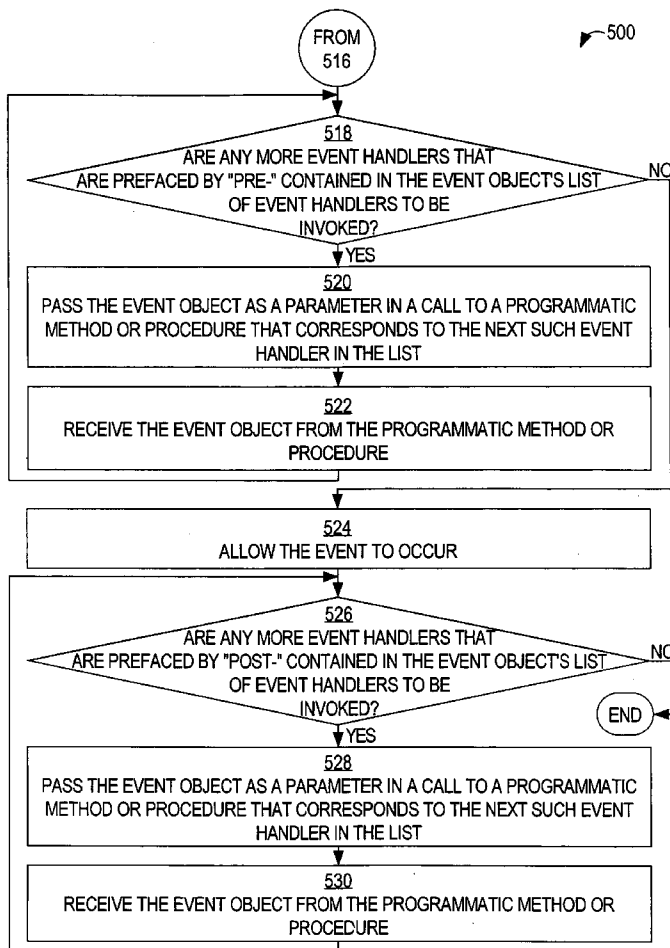 FROM
516
500
518
ARE ANY MORE EVENT HANDLERS THAT
ARE PREFACED BY "PRE-" CONTAINED IN THE EVENT OBJECT'S LIST
OF EVENT HANDLERS TO BE
INVOKED?
NO
YES
520
PASS THE EVENT OBJECT AS A PARAMETER IN A CALL TO A PROGRAMMATIC
METHOD OR PROCEDURE THAT CORRESPONDS TO THE NEXT SUCH EVENT
HANDLER IN THE LIST
522
RECEIVE THE EVENT OBJECT FROM THE PROGRAMMATIC METHOD OR
PROCEDURE
524
ALLOW THE EVENT TO OCCUR
526
ARE ANY MORE EVENT HANDLERS THAT
ARE PREFACED BY "POST-" CONTAINED IN THE EVENT OBJECT'S LIST
OF EVENT HANDLERS TO BE
INVOKED?
NO
END
YES
528
PASS THE EVENT OBJECT AS A PARAMETER IN A CALL TO A PROGRAMMATIC
METHOD OR PROCEDURE THAT CORRESPONDS TO THE NEXT SUCH EVENT
HANDLER IN THE LIST
530
RECEIVE THE EVENT OBJECT FROM THE PROGRAMMATIC METHOD OR
PROCEDURE